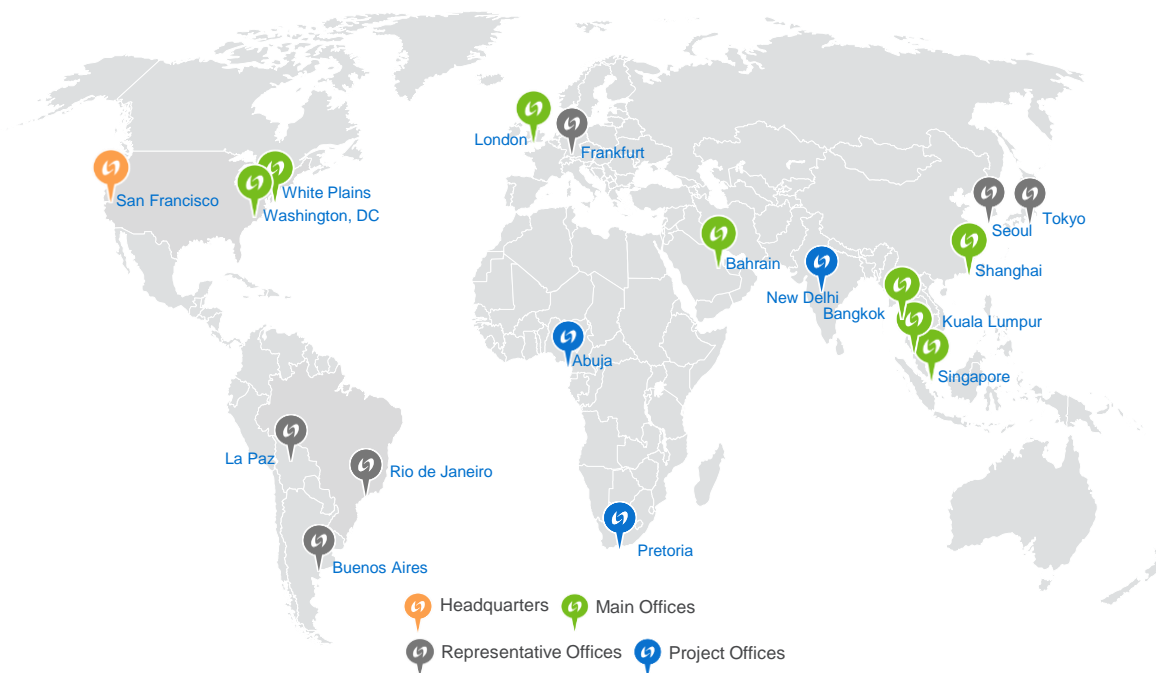 London
Frankfurt
San Francisco
White Plains
Washington, DC
Seoul
Tokyo
Bahrain
Shanghai
New Delhi
Bangkok
Kuala Lumpur
Abuja
Singapore
La Paz
Rio de Janeiro
Pretoria
Buenos Aires
Headquarters
Main Offices
Representative Offices
Project Offices